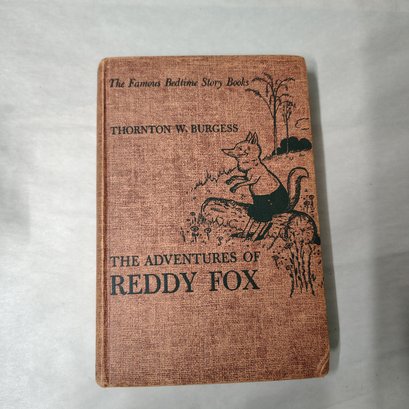 The Famous Bedtime Story Books
THORNTON W. BURGESS
THE ADVENTURES OF
REDDY FOX